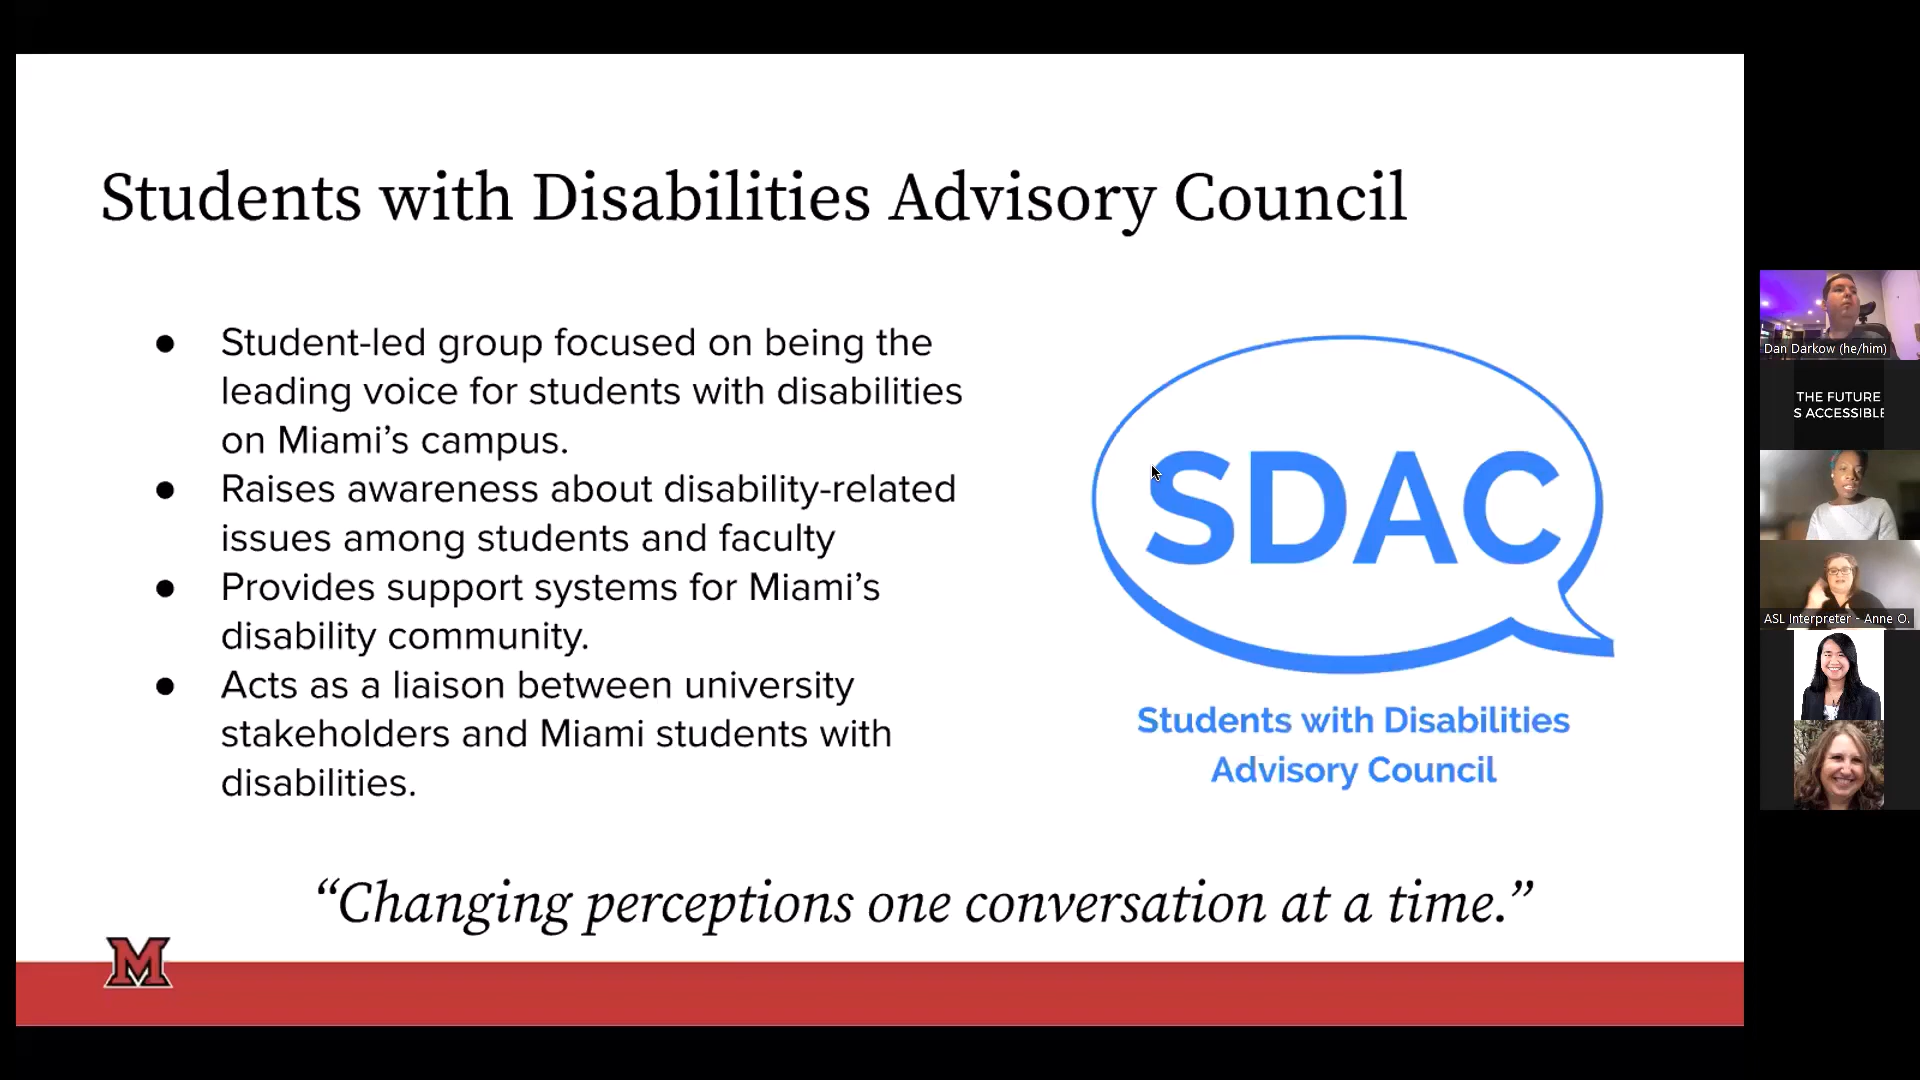 Students with Disabilities Advisory Council
● Student-led group focused on being the
leading voice for students with disabilities
on Miami’s campus.
● Raises awareness about disability-related
issues among students and faculty
● Provides support systems for Miami’s
disability community.
● Acts as a liaison between university
stakeholders and Miami students with
disabilities.
SDAC
Students with Disabilities
Advisory Council
“Changing perceptions one conversation at a time.”
M
Dan Darkow (he/him)
THE FUTURE
S ACCESSIBLE
ASL Interpreter - Anne O.